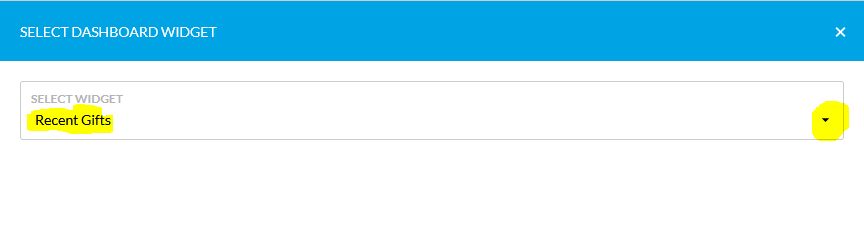 SELECT DASHBOARD WIDGET
SELECT WIDGET
Recent Gifts